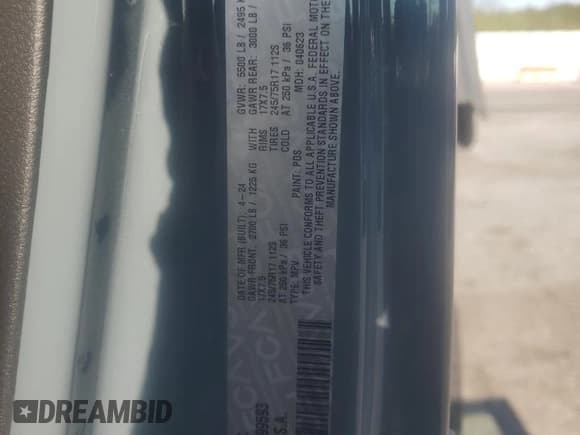 DATE OF MFR (BUILT) 4-24 GVWR: 5500 LB / 2495 K
GAWR FRONT: 2700 LB / 1225 KG WITH GAWR REAR: 3000 LB /
17X7.5 RIMS 17X7.5
245/75R17 112S TIRES 245/75R17 112S
AT 250 kPa / 36 PSI COLD AT 250 kPa / 36 PSI
TYPE: MPV PAINT: PDS MDH: 040623
THIS VEHICLE CONFORMS TO ALL APPLICABLE U.S.A. FEDERAL MOTOR
SAFETY AND THEFT PREVENTION STANDARDS IN EFFECT ON THE
MANUFACTURE SHOWN ABOVE.
99993
S.A.
DREAMBID